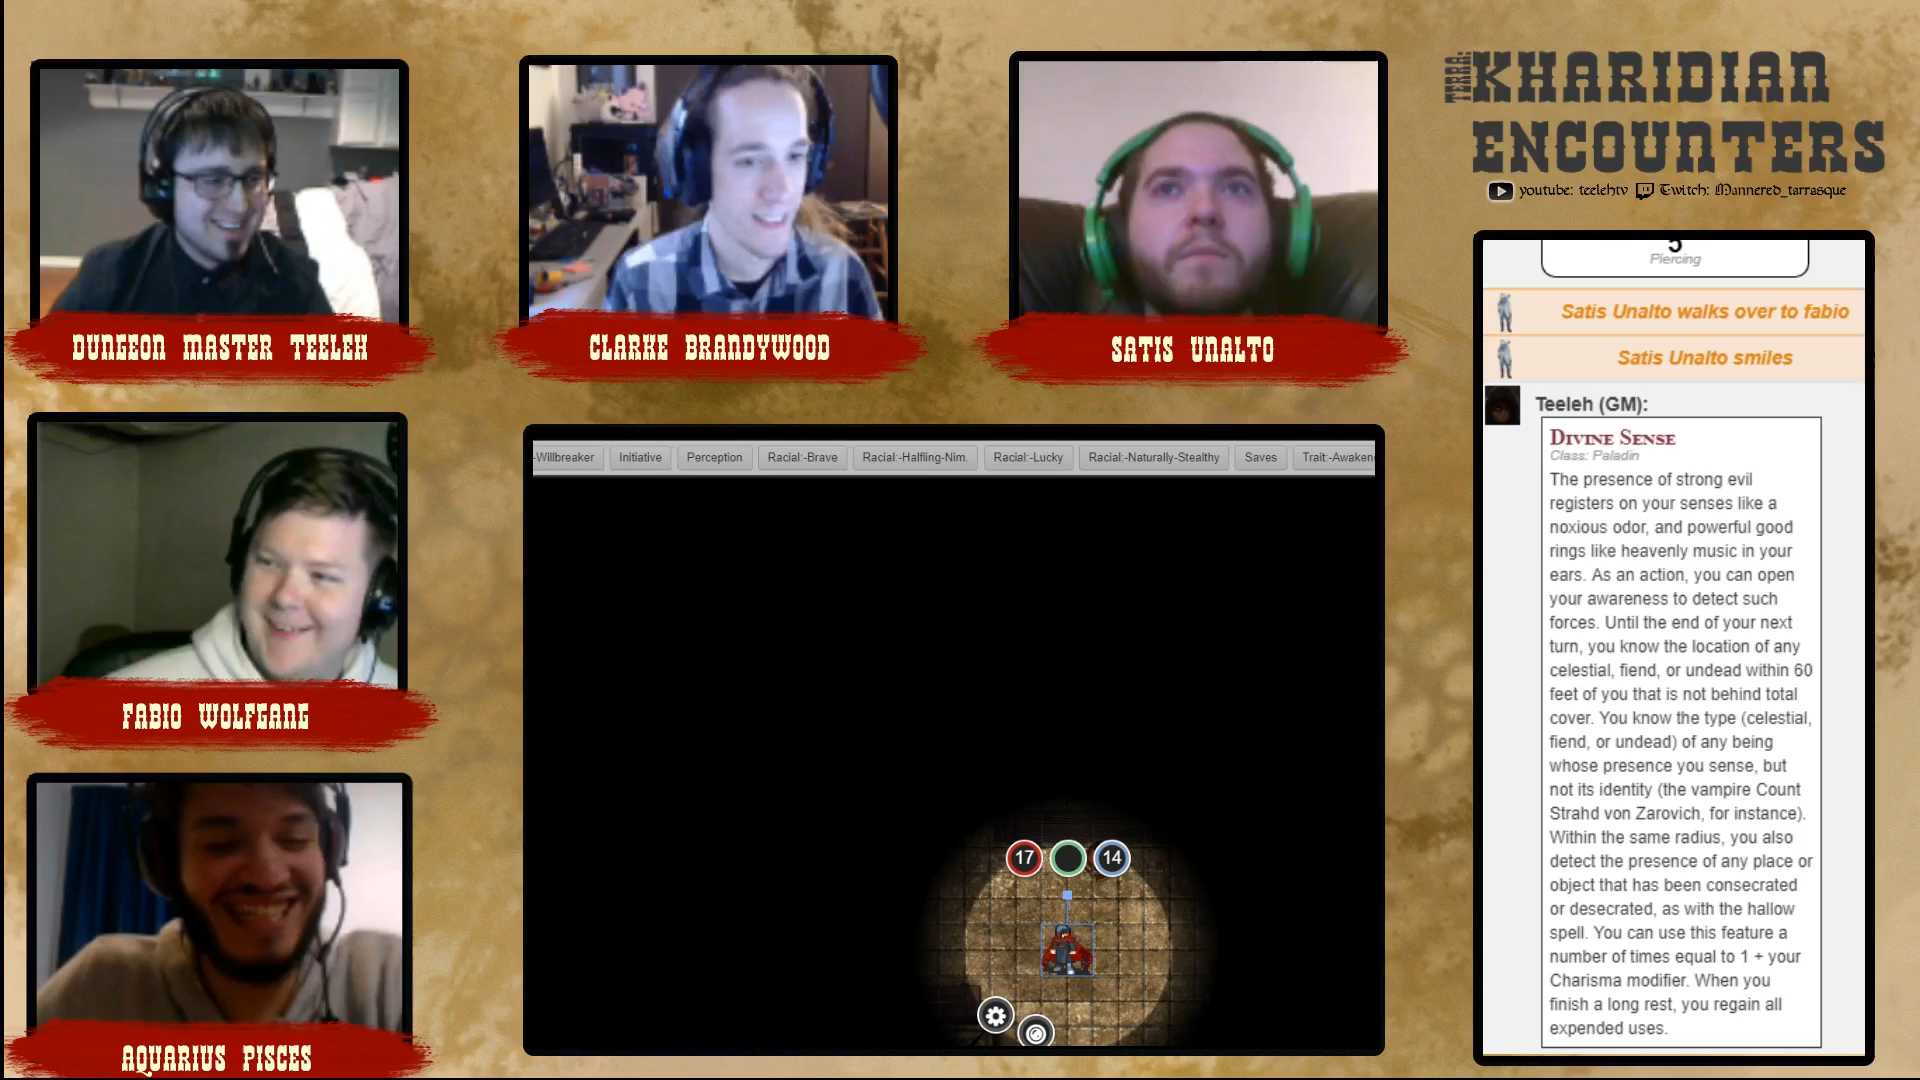 TERRA:
KHARIDIAN
ENCOUNTERS
youtube: teelehtv Twitch: Mannered_tarrasque
DUNGEON MASTER TEELEH
CLARKE BRANDYWOOD
SATIS UNALTO
FABIO WOLFGANG
AQUARIUS PISCES
-Willbreaker Initiative Perception Racial:-Brave Racial:-Halfling-Nim. Racial:-Lucky Racial:-Naturally-Stealthy Saves Trait:-Awaken
17 14
5
Piercing
Satis Unalto walks over to fabio
Satis Unalto smiles
Teeleh (GM):
DIVINE SENSE
Class: Paladin
The presence of strong evil
registers on your senses like a
noxious odor, and powerful good
rings like heavenly music in your
ears. As an action, you can open
your awareness to detect such
forces. Until the end of your next
turn, you know the location of any
celestial, fiend, or undead within 60
feet of you that is not behind total
cover. You know the type (celestial,
fiend, or undead) of any being
whose presence you sense, but
not its identity (the vampire Count
Strahd von Zarovich, for instance).
Within the same radius, you also
detect the presence of any place or
object that has been consecrated
or desecrated, as with the hallow
spell. You can use this feature a
number of times equal to 1 + your
Charisma modifier. When you
finish a long rest, you regain all
expended uses.